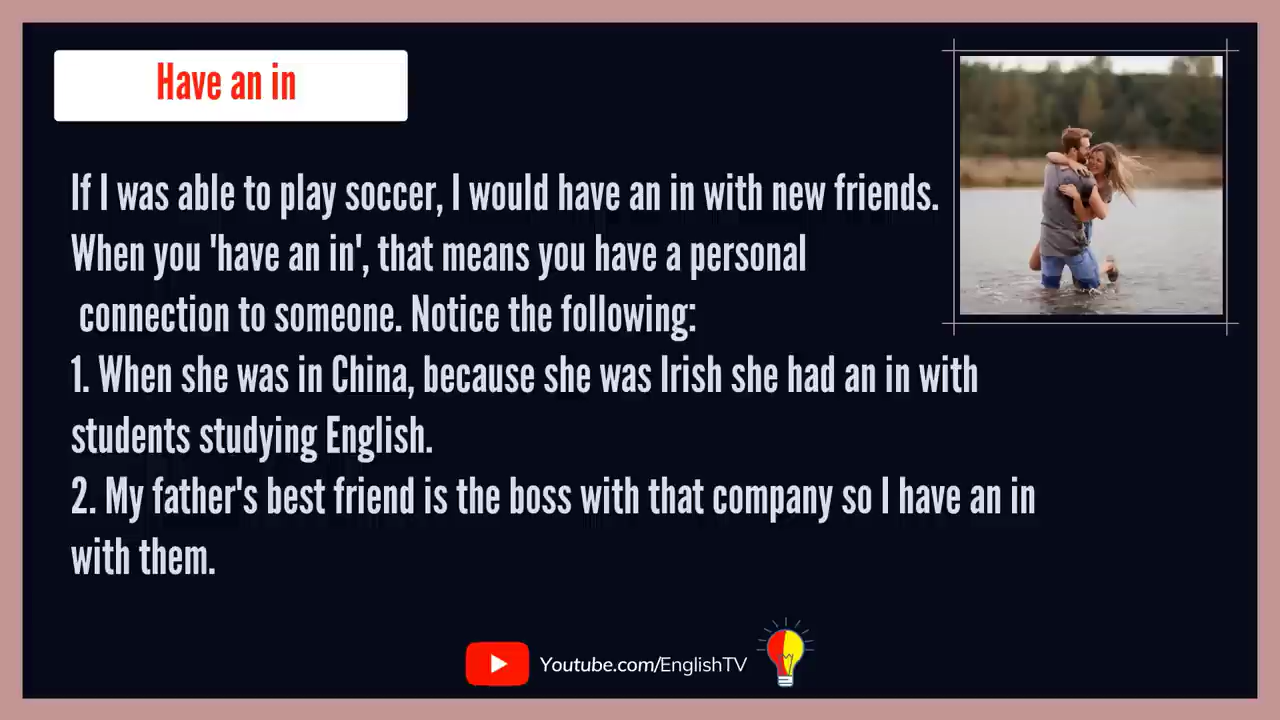 Have an in
If I was able to play soccer, I would have an in with new friends.
When you 'have an in', that means you have a personal
connection to someone. Notice the following:
1. When she was in China, because she was Irish she had an in with
students studying English.
2. My father's best friend is the boss with that company so I have an in
with them.
Youtube.com/EnglishTV